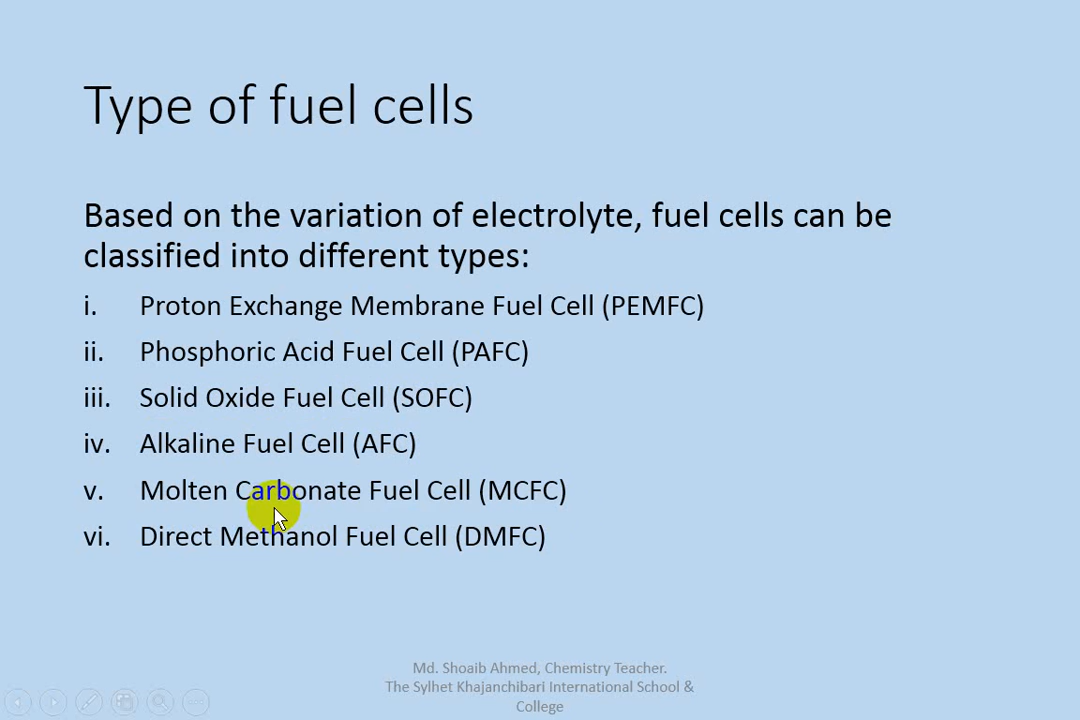 Type of fuel cells
Based on the variation of electrolyte, fuel cells can be
classified into different types:
i. Proton Exchange Membrane Fuel Cell (PEMFC)
ii. Phosphoric Acid Fuel Cell (PAFC)
iii. Solid Oxide Fuel Cell (SOFC)
iv. Alkaline Fuel Cell (AFC)
v. Molten Carbonate Fuel Cell (MCFC)
vi. Direct Methanol Fuel Cell (DMFC)
Md. Shoaib Ahmed, Chemistry Teacher.
The Sylhet Khajanchibari International School &
College